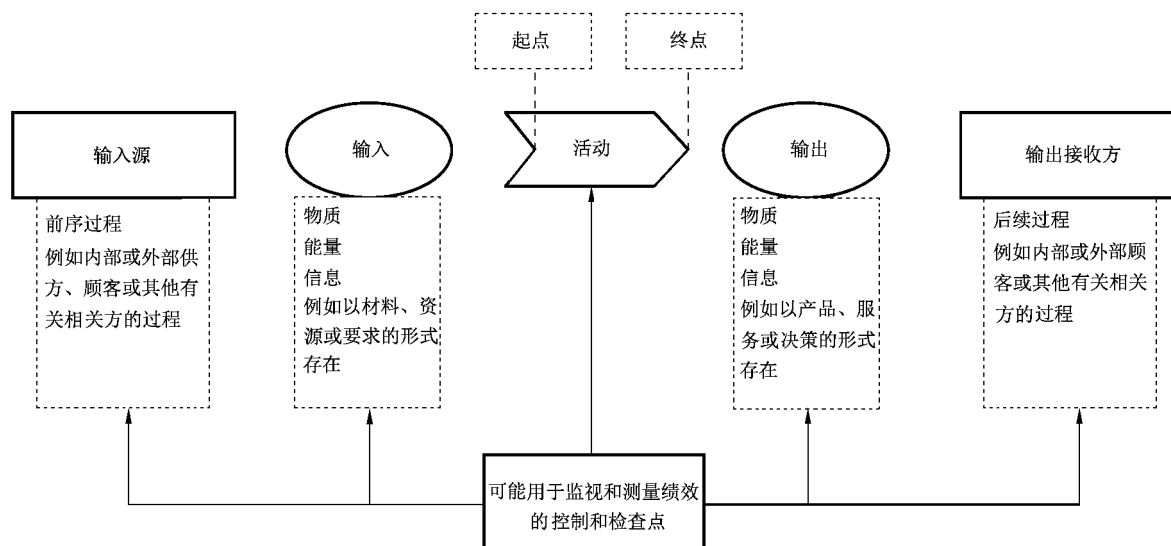 起点
终点
输入源
输入
活动
输出
输出接收方
前序过程
例如内部或外部供
方、顾客或其他有
关相关方的过程
物质
能量
信息
例如以材料、资
源或要求的形式
存在
物质
能量
信息
例如以产品、服
务或决策的形式
存在
后续过程
例如内部或外部顾
客或其他有关相关
方的过程
可能用于监视和测量绩效
的控制和检查点